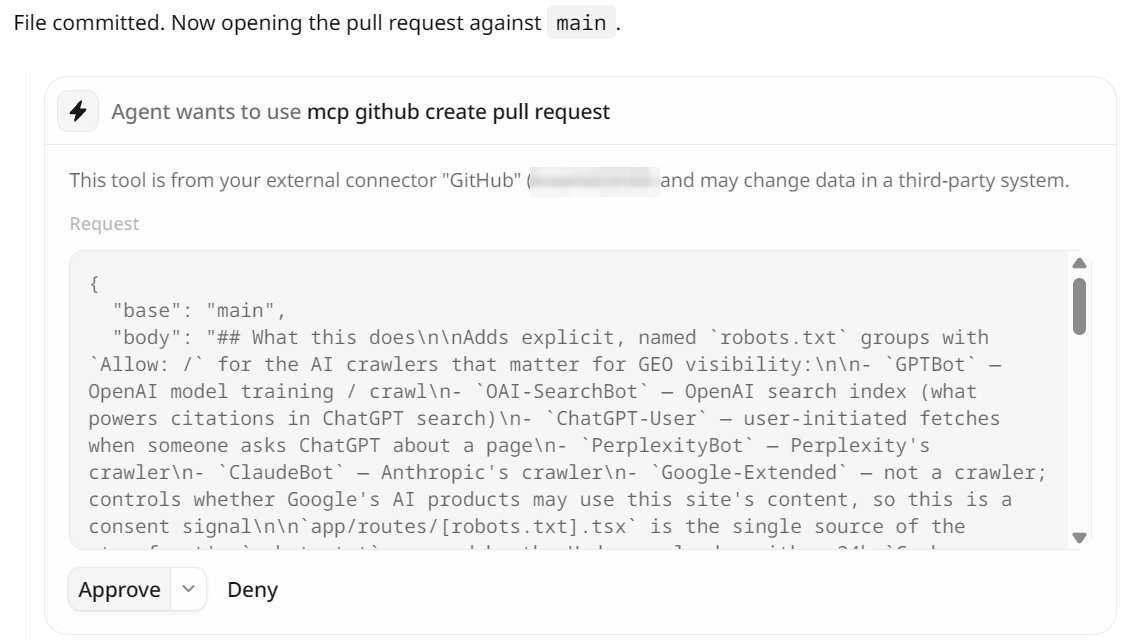 File committed. Now opening the pull request against main.
Agent wants to use mcp github create pull request
This tool is from your external connector "GitHub" ( and may change data in a third-party system.
Request
{
"base": "main",
"body": "## What this does\n\nAdds explicit, named `robots.txt` groups with
`Allow: /` for the AI crawlers that matter for GEO visibility:\n\n- `GPTBot` —
OpenAI model training / crawl\n- `OAI-SearchBot` — OpenAI search index (what
powers citations in ChatGPT search)\n- `ChatGPT-User` — user-initiated fetches
when someone asks ChatGPT about a page\n- `PerplexityBot` — Perplexity's
crawler\n- `ClaudeBot` — Anthropic's crawler\n- `Google-Extended` — not a crawler;
controls whether Google's AI products may use this site's content, so this is a
consent signal\n\n`app/routes/[robots.txt].tsx` is the single source of the
Approve
Deny